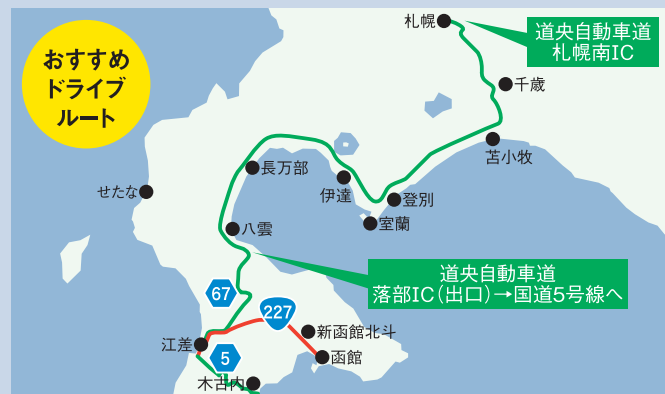 おすすめ
ドライブ
ルート
札幌
道央自動車道
札幌南IC
千歳
苫小牧
長万部
伊達
登別
室蘭
せたな
八雲
道央自動車道
落部IC(出口)→国道5号線へ
67
227
新函館北斗
函館
江差
5
木古内